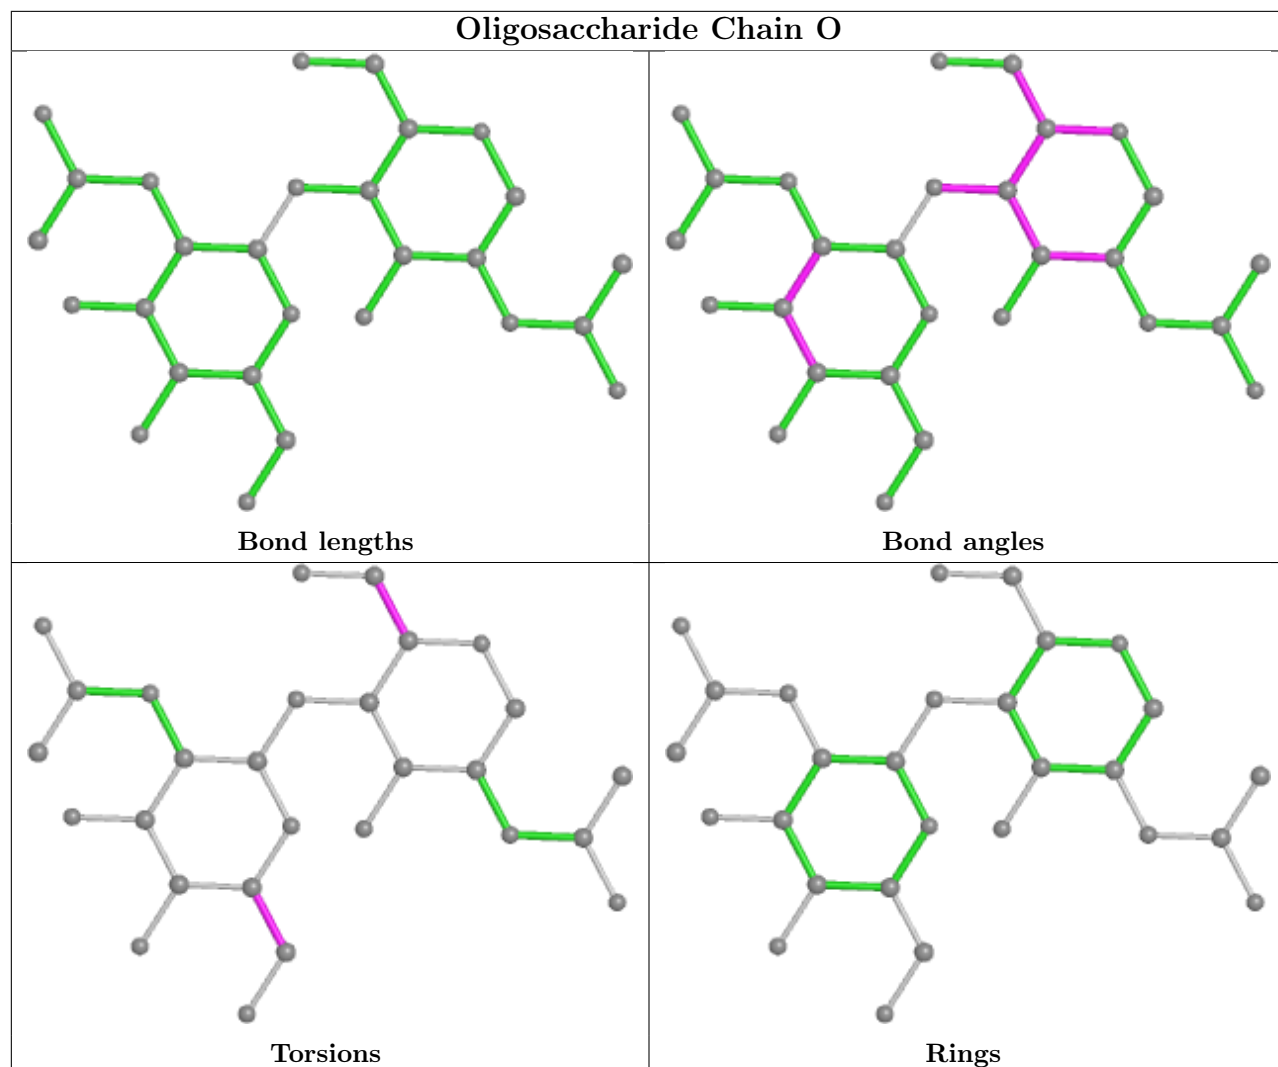 Oligosaccharide Chain O
Bond lengths
Bond angles
Torsions
Rings